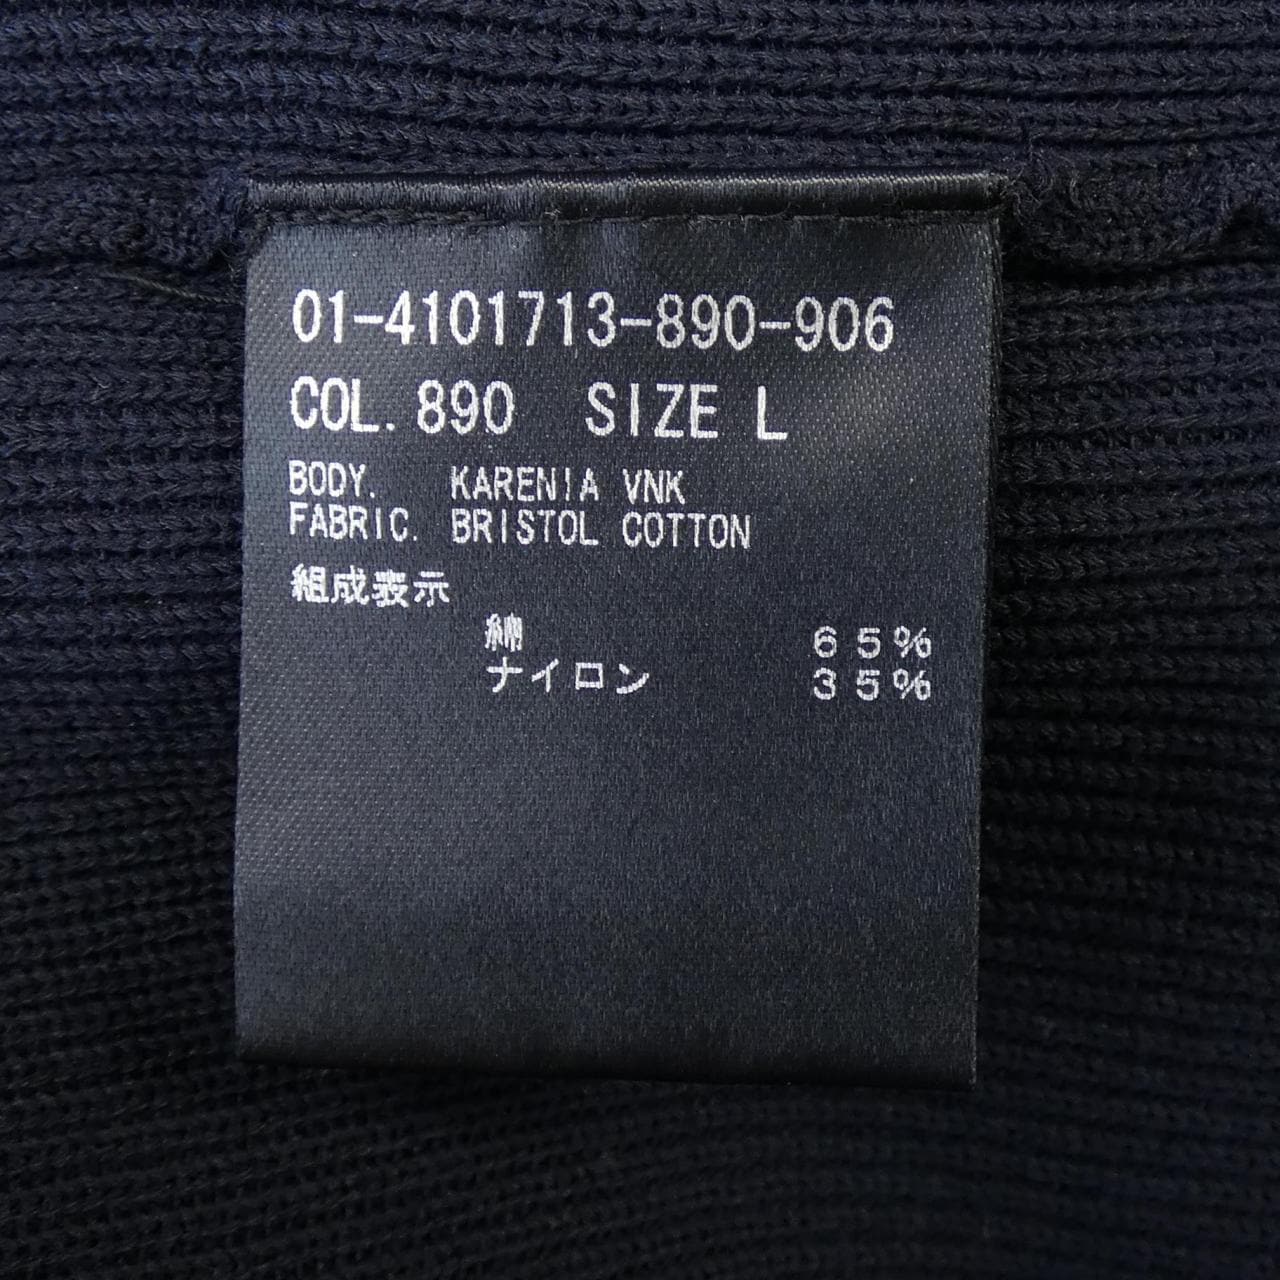 01-4101713-890-906
COL. 890 SIZE L
BODY. KARENIA VNK
FABRIC. BRISTOL COTTON
組成表示
綿 65%
ナイロン 35%